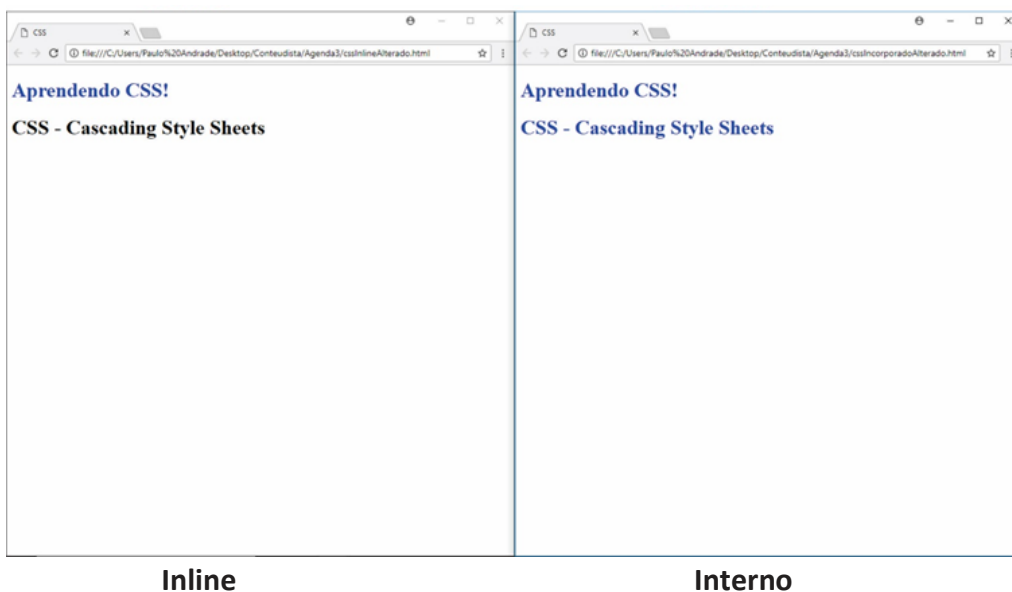 css
file:///C:/Users/Paulo%20Andrade/Desktop/Conteudista/Agenda3/cssInlineAlterado.html
Aprendendo CSS!
CSS - Cascading Style Sheets
css
file:///C:/Users/Paulo%20Andrade/Desktop/Conteudista/Agenda3/cssIncorporadoAlterado.html
Aprendendo CSS!
CSS - Cascading Style Sheets
Inline
Interno